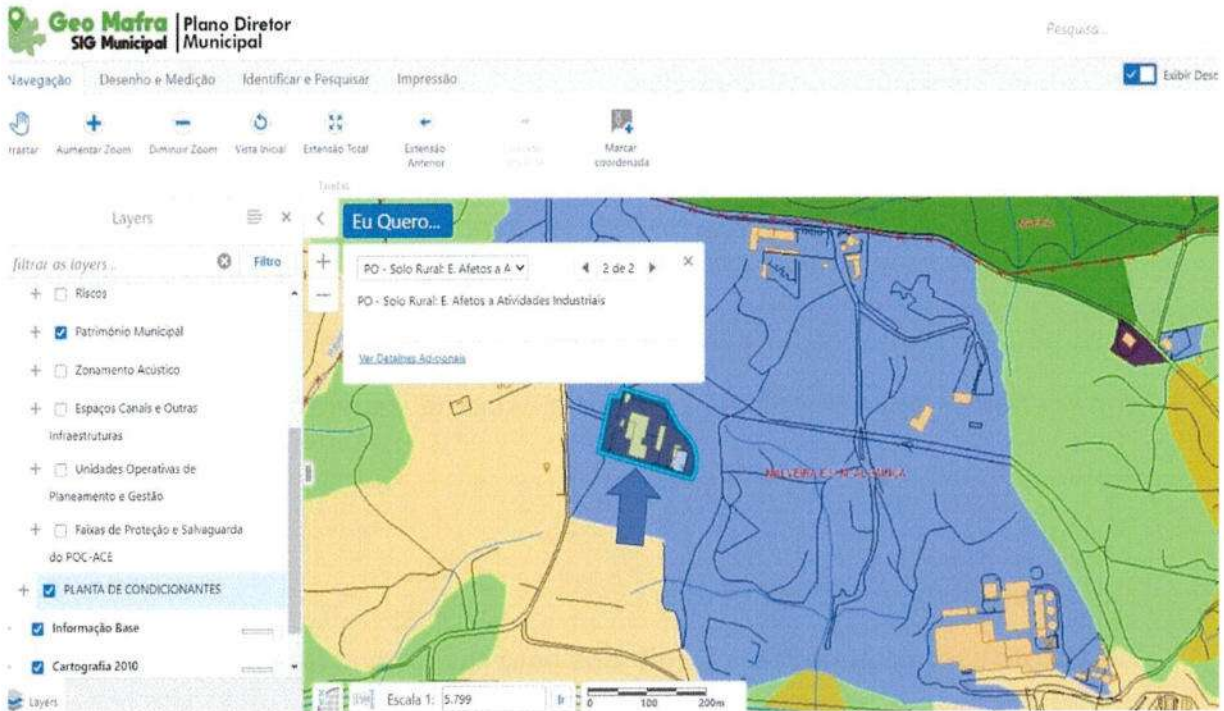 Geo Mafra
SIG Municipal
Plano Diretor
Municipal
Pesquisa...
Navegação
Desenho e Medição
Identificar e Pesquisar
Impressão
Exibir Desc
Aumentar Zoom
Diminuir Zoom
Vista Inicial
Extensão Total
Extensão
Anterior
Marcar
coordenada
Tarefas
Layers
Eu Quero...
filtrar as layers...
Filtro
PO - Solo Rural: E. Afetos a A
2 de 2
PO - Solo Rural: E. Afetos a Atividades Industriais
Ver Detalhes Adicionais
Riscos
Património Municipal
Zonamento Acústico
Espaços Canais e Outras
Infraestruturas
Unidades Operativas de
Planeamento e Gestão
Faixas de Proteção e Salvaguarda
do POC-ACE
PLANTA DE CONDICIONANTES
Informação Base
Cartografia 2010
Layers
Escala 1: 5.799
Ir
0 100 200m